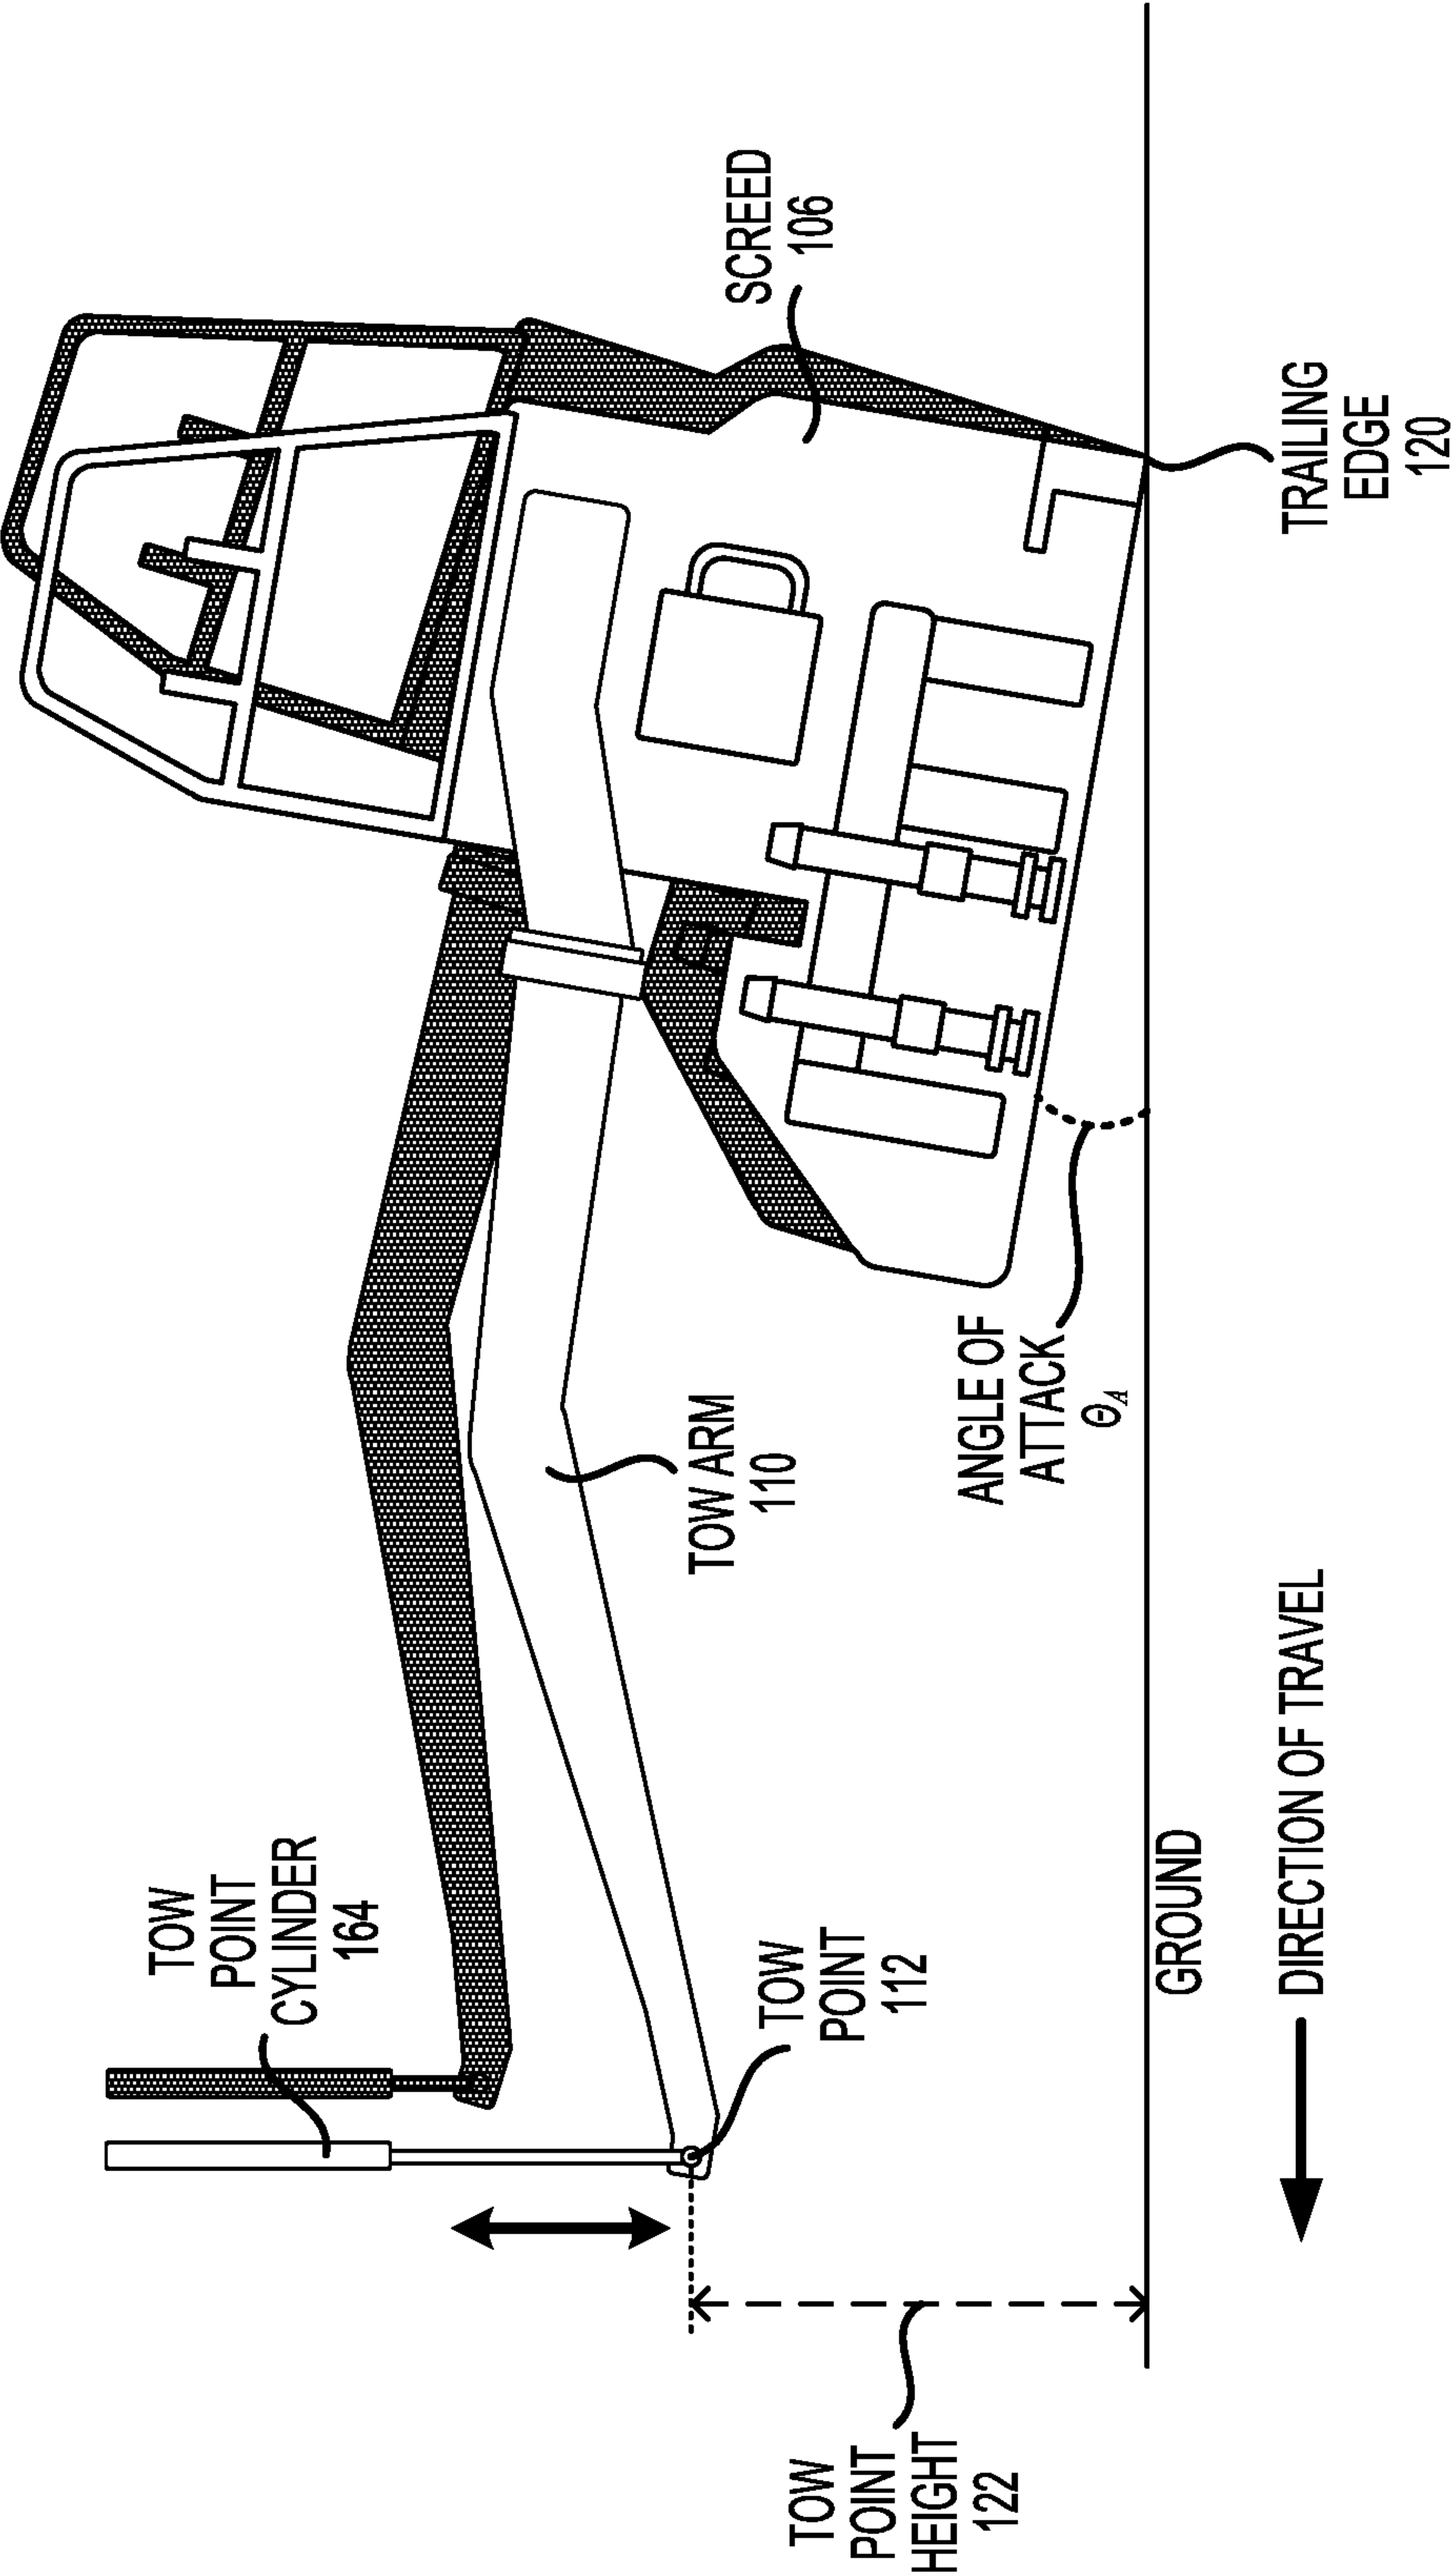 TOW
POINT
CYLINDER
164
SCREED
106
TOW ARM
110
TOW
POINT
112
TOW
POINT
HEIGHT
122
ANGLE OF
ATTACK
Θ_A
GROUND
TRAILING
EDGE
120
DIRECTION OF TRAVEL